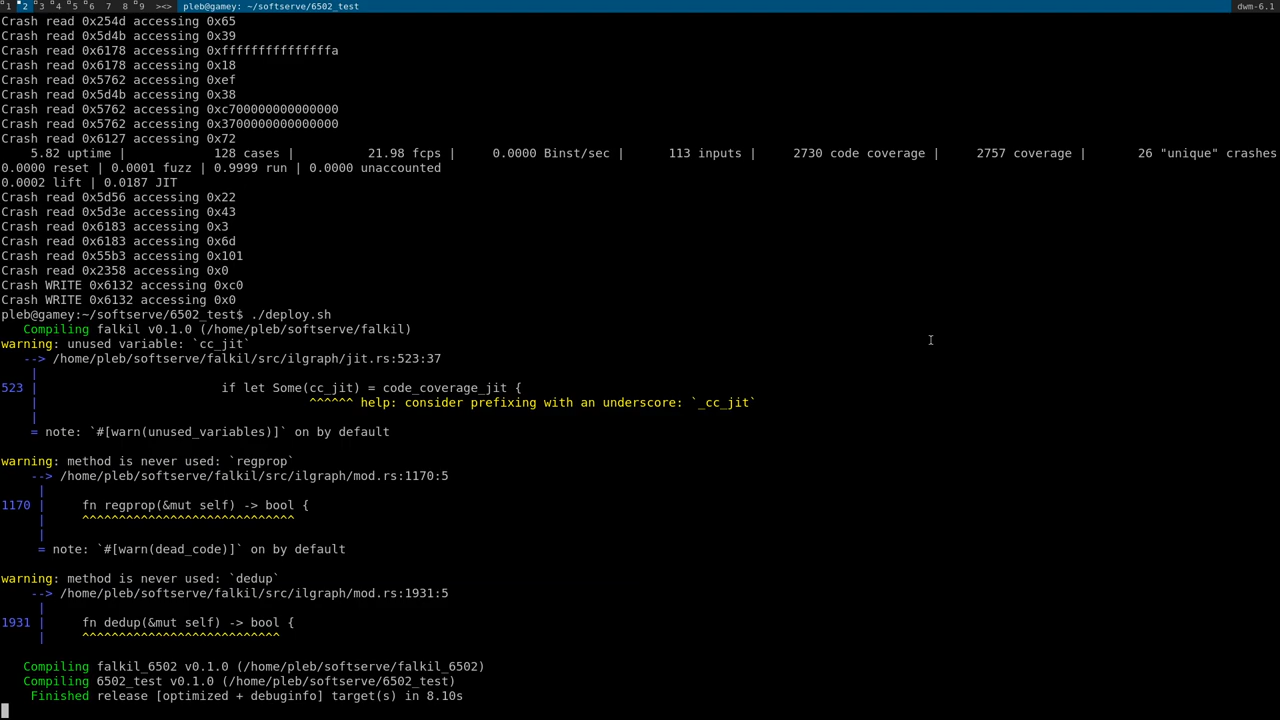 1 2 3 4 5 6 7 8 9 ><> pleb@gamey: ~/softserve/6502_test dwm-6.1
Crash read 0x254d accessing 0x65
Crash read 0x5d4b accessing 0x39
Crash read 0x6178 accessing 0xfffffffffffffffa
Crash read 0x6178 accessing 0x18
Crash read 0x5762 accessing 0xef
Crash read 0x5d4b accessing 0x38
Crash read 0x5762 accessing 0xc700000000000000
Crash read 0x5762 accessing 0x3700000000000000
Crash read 0x6127 accessing 0x72
5.82 uptime | 128 cases | 21.98 fcps | 0.0000 Binst/sec | 113 inputs | 2730 code coverage | 2757 coverage | 26 "unique" crashes
0.0000 reset | 0.0001 fuzz | 0.9999 run | 0.0000 unaccounted
0.0002 lift | 0.0187 JIT
Crash read 0x5d56 accessing 0x22
Crash read 0x5d3e accessing 0x43
Crash read 0x6183 accessing 0x3
Crash read 0x6183 accessing 0x6d
Crash read 0x55b3 accessing 0x101
Crash read 0x2358 accessing 0x0
Crash WRITE 0x6132 accessing 0xc0
Crash WRITE 0x6132 accessing 0x0
pleb@gamey:~/softserve/6502_test$ ./deploy.sh
Compiling falkil v0.1.0 (/home/pleb/softserve/falkil)
warning: unused variable: `cc_jit`
--> /home/pleb/softserve/falkil/src/ilgraph/jit.rs:523:37
|
523 | if let Some(cc_jit) = code_coverage_jit {
| ^^^^^^ help: consider prefixing with an underscore: `_cc_jit`
|
= note: `#[warn(unused_variables)]` on by default
warning: method is never used: `regprop`
--> /home/pleb/softserve/falkil/src/ilgraph/mod.rs:1170:5
|
1170 | fn regprop(&mut self) -> bool {
| ^^^^^^^^^^^^^^^^^^^^^^^^^^^^^
|
= note: `#[warn(dead_code)]` on by default
warning: method is never used: `dedup`
--> /home/pleb/softserve/falkil/src/ilgraph/mod.rs:1931:5
|
1931 | fn dedup(&mut self) -> bool {
| ^^^^^^^^^^^^^^^^^^^^^^^^^^^
Compiling falkil_6502 v0.1.0 (/home/pleb/softserve/falkil_6502)
Compiling 6502_test v0.1.0 (/home/pleb/softserve/6502_test)
Finished release [optimized + debuginfo] target(s) in 8.10s